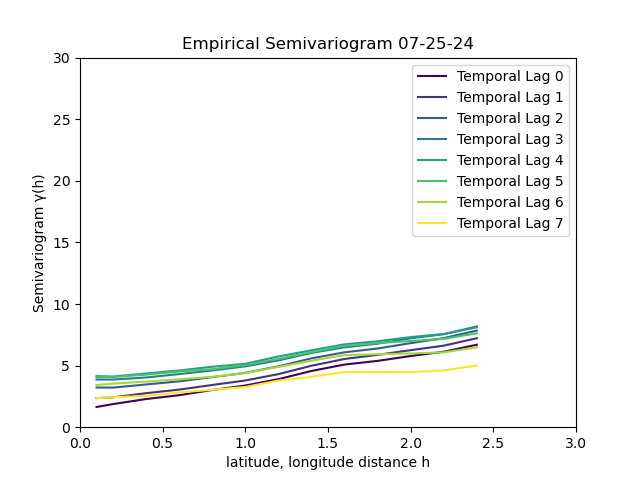 Empirical Semivariogram 07-25-24
Semivariogram γ(h)
30
25
20
15
10
5
0
0.0 0.5 1.0 1.5 2.0 2.5 3.0
latitude, longitude distance h
Temporal Lag 0
Temporal Lag 1
Temporal Lag 2
Temporal Lag 3
Temporal Lag 4
Temporal Lag 5
Temporal Lag 6
Temporal Lag 7